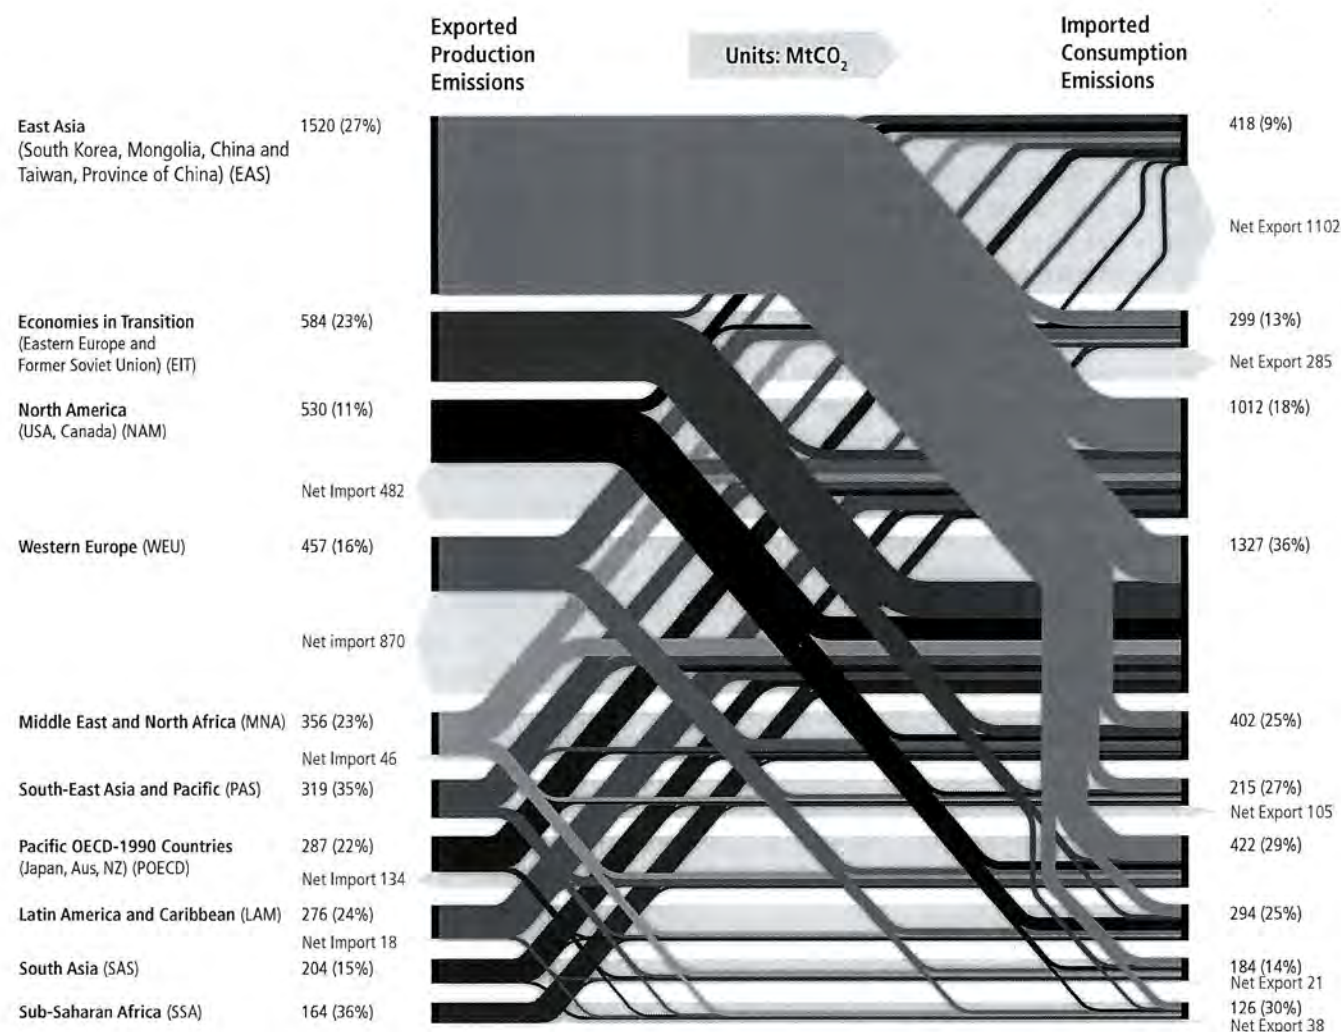 Exported
Production
Emissions
Units: MtCO₂
Imported
Consumption
Emissions
East Asia
(South Korea, Mongolia, China and
Taiwan, Province of China) (EAS)
1520 (27%)
418 (9%)
Net Export 1102
Economies in Transition
(Eastern Europe and
Former Soviet Union) (EIT)
584 (23%)
299 (13%)
Net Export 285
North America
(USA, Canada) (NAM)
530 (11%)
1012 (18%)
Net Import 482
Western Europe (WEU)
457 (16%)
1327 (36%)
Net import 870
Middle East and North Africa (MNA)
356 (23%)
402 (25%)
Net Import 46
South-East Asia and Pacific (PAS)
319 (35%)
215 (27%)
Net Export 105
Pacific OECD-1990 Countries
(Japan, Aus, NZ) (POECD)
287 (22%)
422 (29%)
Net Import 134
Latin America and Caribbean (LAM)
276 (24%)
294 (25%)
Net Import 18
South Asia (SAS)
204 (15%)
184 (14%)
Net Export 21
Sub-Saharan Africa (SSA)
164 (36%)
126 (30%)
Net Export 38